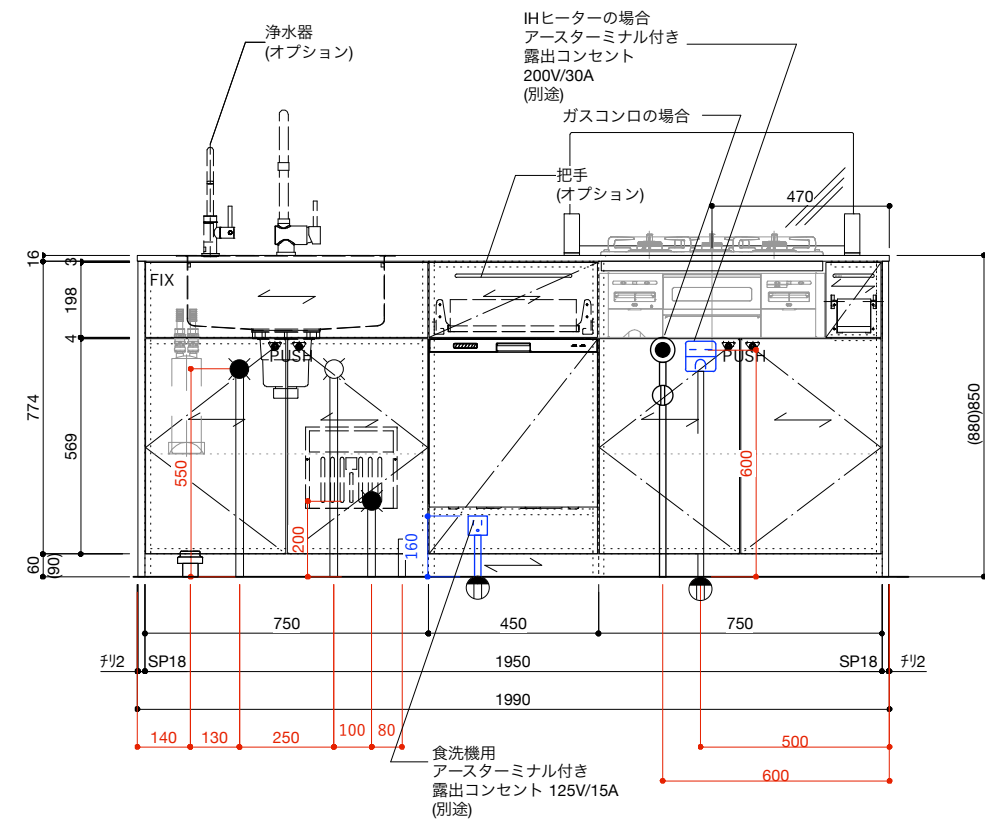 浄水器
(オプション)
IHヒーターの場合
アースターミナル付き
露出コンセント
200V/30A
(別途)
ガスコンロの場合
把手
(オプション)
470
16
3
198
4
774
569
60
(90)
FIX
PUSH
PUSH
(880)850
550
200
160
600
750
450
750
ﾁﾘ2
SP18
1950
SP18
ﾁﾘ2
1990
140
130
250
100
80
500
600
食洗機用
アースターミナル付き
露出コンセント 125V/15A
(別途)